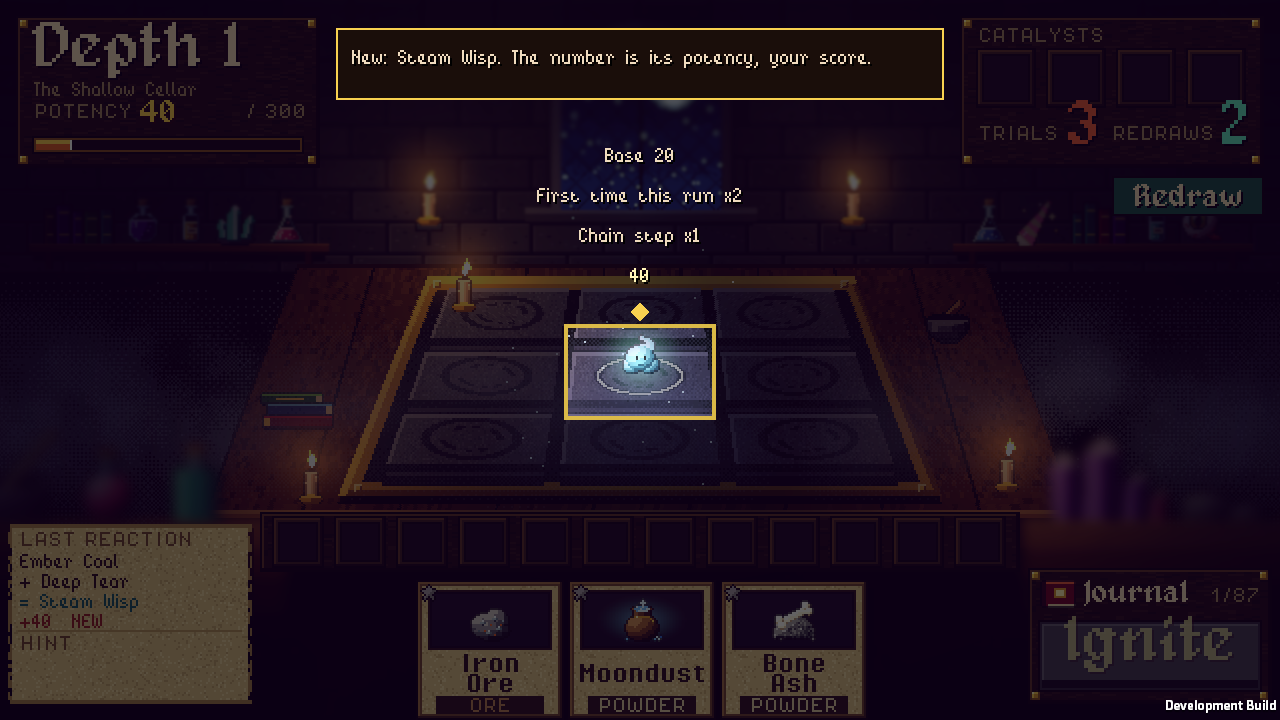 Depth 1
The Shallow Cellar
POTENCY 40 / 300
New: Steam Wisp. The number is its potency, your score.
CATALYSTS
TRIALS 3 REDRAWS 2
Redraw
Base 20
First time this run x2
Chain step x1
40
LAST REACTION
Ember Coal
+ Deep Tear
= Steam Wisp
+40 NEW
HINT
Iron
Ore
ORE
Moondust
POWDER
Bone
Ash
POWDER
Journal 1/87
Ignite
Development Build